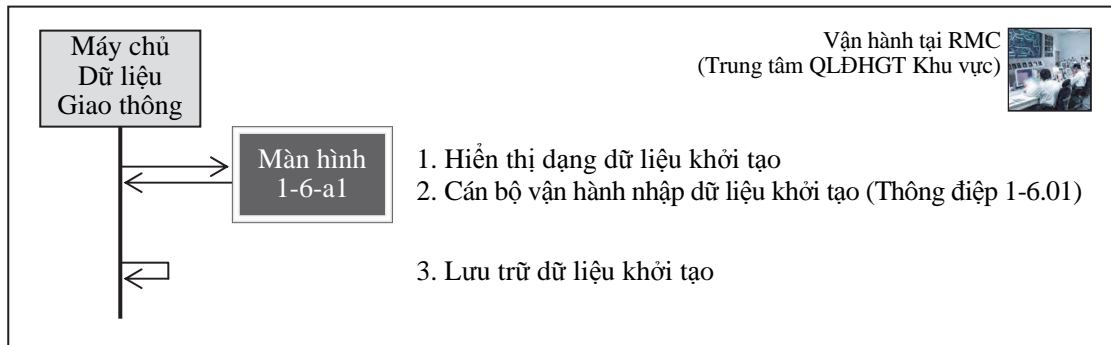 Máy chủ
Dữ liệu
Giao thông
Vận hành tại RMC
(Trung tâm QLĐHGT Khu vực)
Màn hình
1-6-a1
1. Hiển thị dạng dữ liệu khởi tạo
2. Cán bộ vận hành nhập dữ liệu khởi tạo (Thông điệp 1-6.01)
3. Lưu trữ dữ liệu khởi tạo